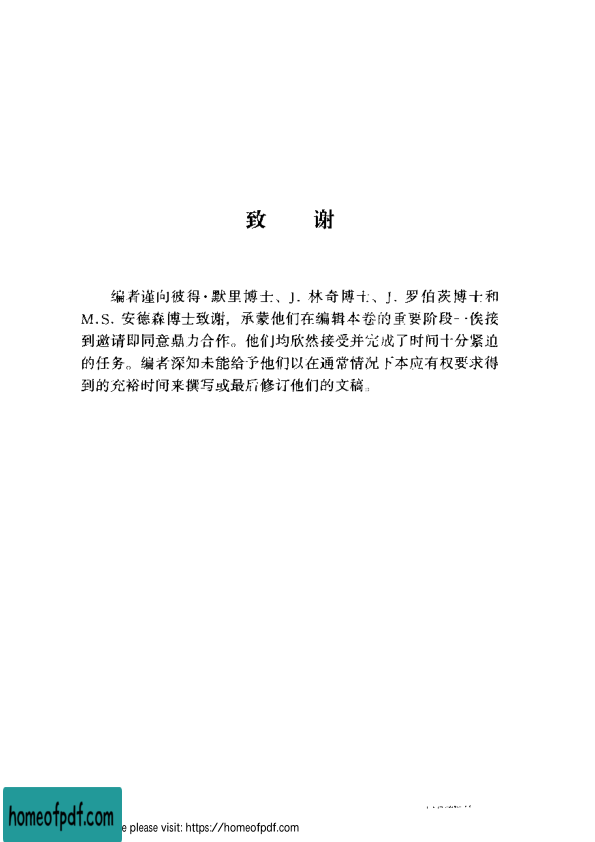 致 谢
编者谨向彼得·默里博士、J. 林奇博士、J. 罗伯茨博士和
M.S. 安德森博士致谢，承蒙他们在编辑本卷的重要阶段一俟接
到邀请即同意鼎力合作。他们均欣然接受并完成了时间十分紧迫
的任务。编者深知未能给予他们以在通常情况下本应有权要求得
到的充裕时间来撰写或最后修订他们的文稿。
homeofpdf.com
e please visit: https://homeofpdf.com